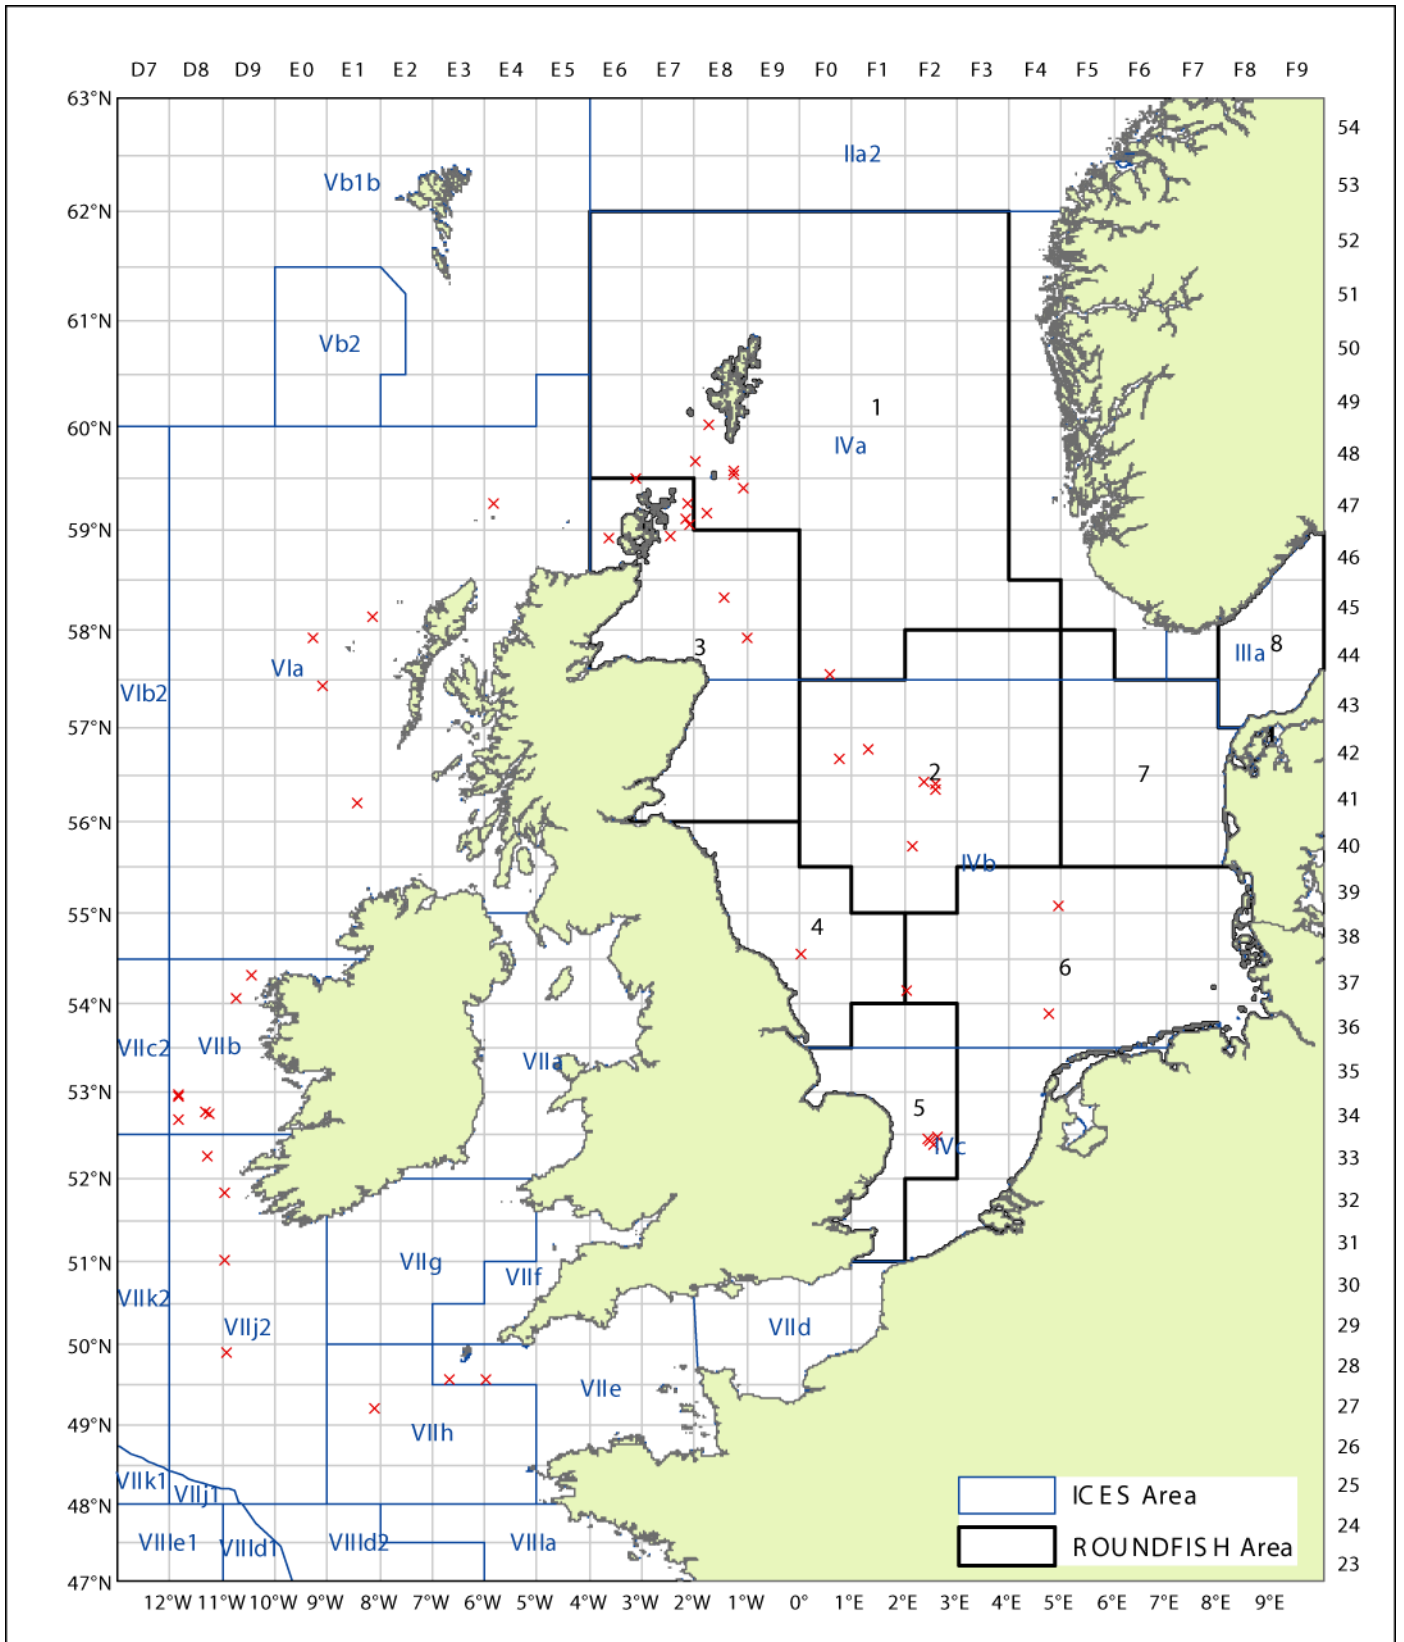 D7 D8 D9 E0 E1 E2 E3 E4 E5 E6 E7 E8 E9 F0 F1 F2 F3 F4 F5 F6 F7 F8 F9
63°N
54
IIa2
Vb1b
53
62°N
52
51
61°N
Vb2
50
49
1
60°N
IVa
48
47
59°N
46
45
58°N
3
IIIa 8
44
VIa
VIb2
43
57°N
42
2
7
41
56°N
40
IVb
39
55°N
4
38
6
37
54°N
36
VIIc2 VIIb
VIIa
35
53°N
5
34
IVc
33
52°N
32
31
51°N
VIIg
VIIf
30
VIIk2
VIIj2
VIId
29
50°N
28
VIIe
27
49°N
VIIh
26
VIIk1
VIIj1
25
ICES Area
48°N
24
VIIIe1 VIIId1 VIIId2 VIIIa
ROUNDFISH Area
23
47°N
12°W 11°W 10°W 9°W 8°W 7°W 6°W 5°W 4°W 3°W 2°W 1°W 0° 1°E 2°E 3°E 4°E 5°E 6°E 7°E 8°E 9°E